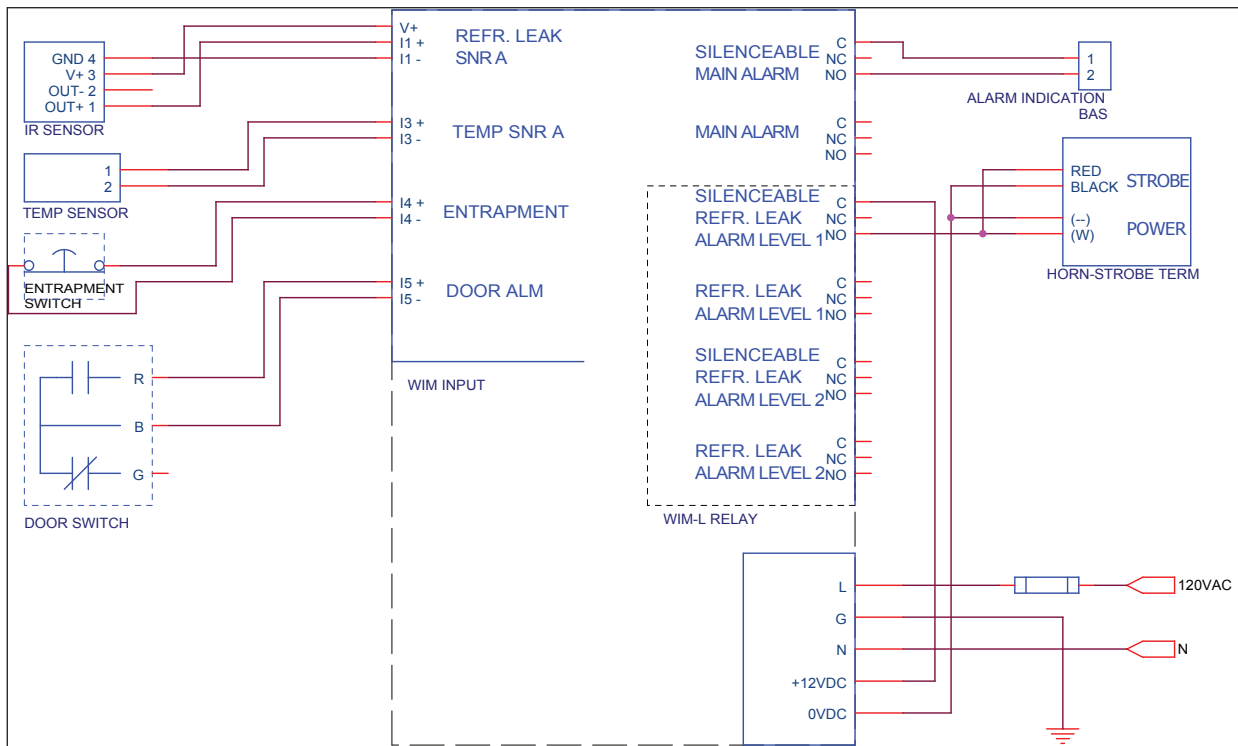 GND 4
V+ 3
OUT- 2
OUT+ 1
IR SENSOR
1
2
TEMP SENSOR
ENTRAPMENT
SWITCH
R
B
G
DOOR SWITCH
V+
I1 +
I1 -
REFR. LEAK
SNR A
I3 +
I3 -
TEMP SNR A
I4 +
I4 -
ENTRAPMENT
I5 +
I5 -
DOOR ALM
WIM INPUT
SILENCEABLE
MAIN ALARM
C
NC
NO
MAIN ALARM
C
NC
NO
SILENCEABLE
REFR. LEAK
ALARM LEVEL 1
C
NC
NO
REFR. LEAK
ALARM LEVEL 1
C
NC
NO
SILENCEABLE
REFR. LEAK
ALARM LEVEL 2
C
NC
NO
REFR. LEAK
ALARM LEVEL 2
C
NC
NO
WIM-L RELAY
1
2
ALARM INDICATION
BAS
RED
BLACK
STROBE
(--)
(W)
POWER
HORN-STROBE TERM
L
G
N
+12VDC
0VDC
120VAC
N